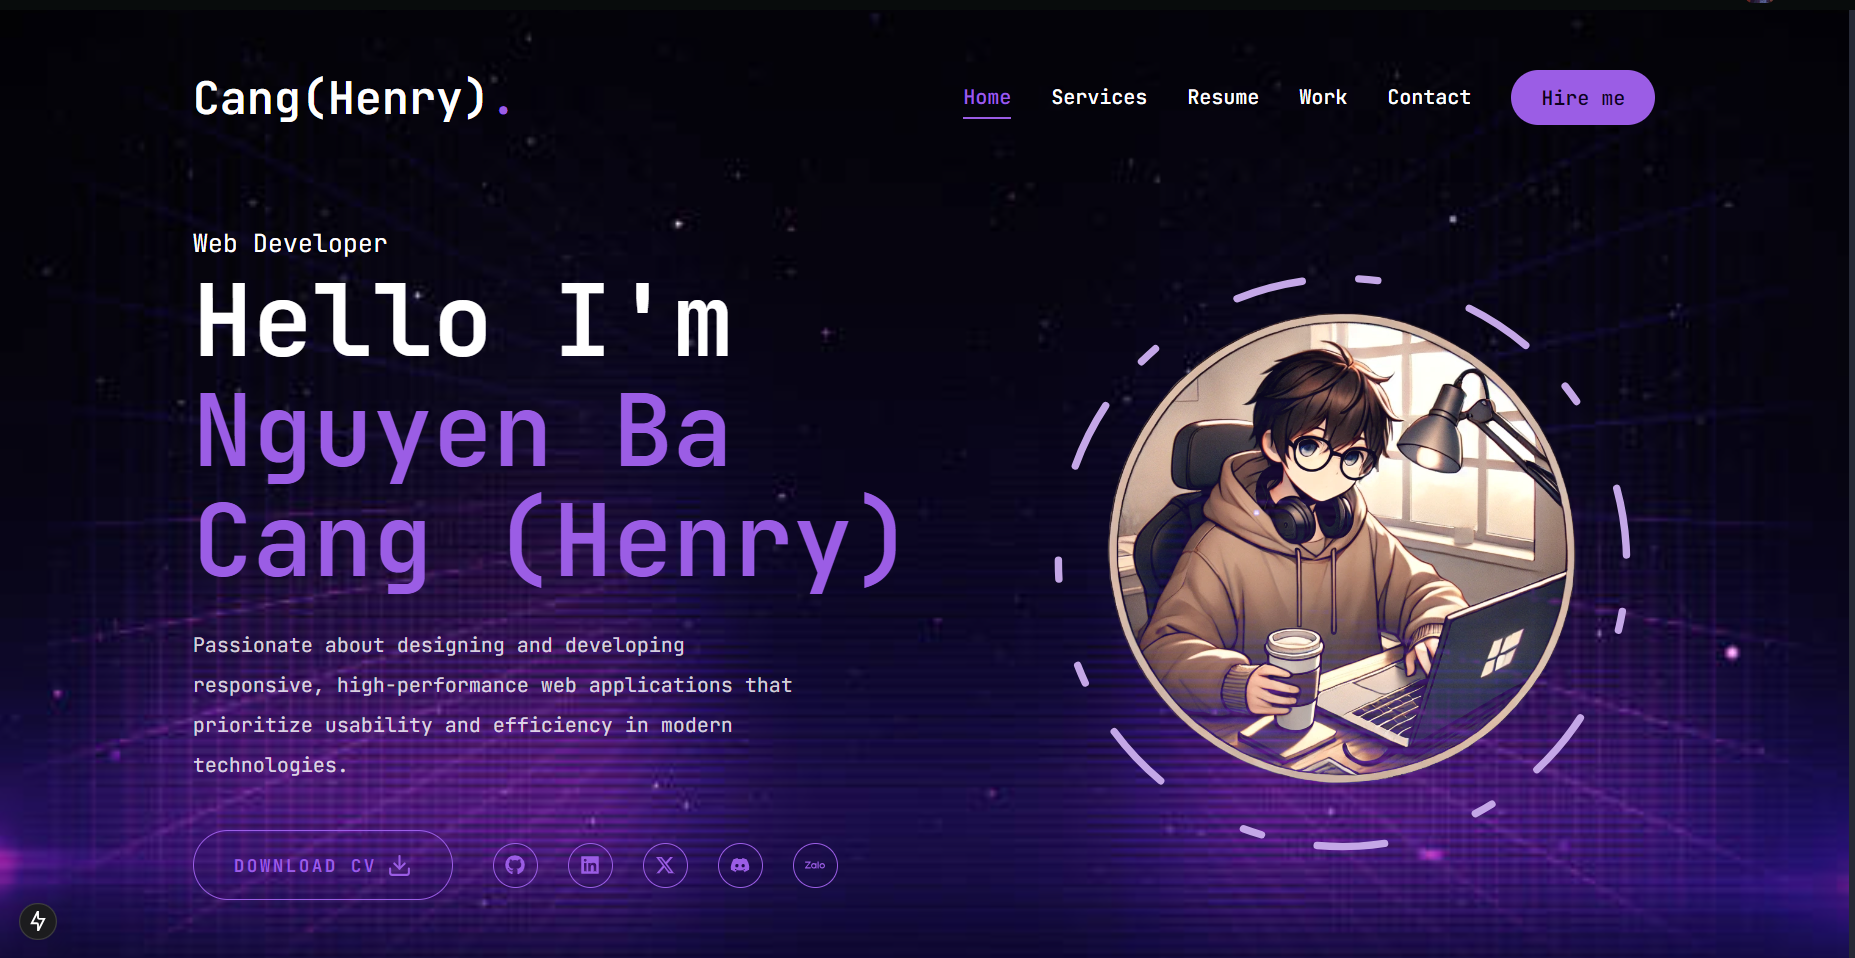 Cang(Henry).
Home Services Resume Work Contact Hire me
Web Developer
Hello I'm
Nguyen Ba
Cang (Henry)
Passionate about designing and developing
responsive, high-performance web applications that
prioritize usability and efficiency in modern
technologies.
DOWNLOAD CV
in
X
Zalo